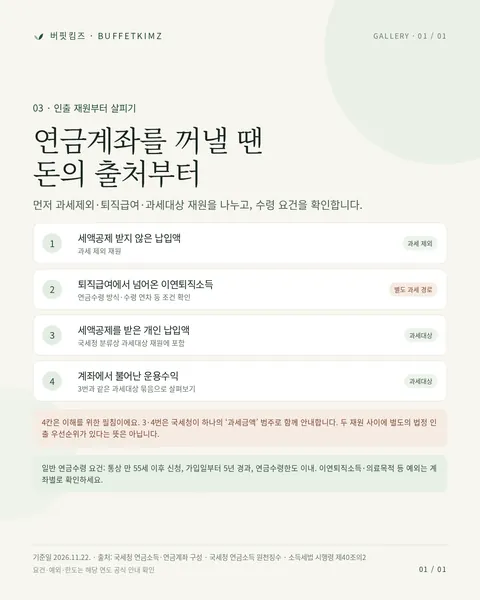 버핏킴즈 · BUFFETKIMZ
GALLERY · 01 / 01
03 · 인출 재원부터 살피기
연금계좌를 꺼낼 땐
돈의 출처부터
먼저 과세제외·퇴직급여·과세대상 재원을 나누고, 수령 요건을 확인합니다.
1
세액공제 받지 않은 납입액
과세 제외 재원
과세 제외
2
퇴직급여에서 넘어온 이연퇴직소득
연금수령 방식·수령 연차 등 조건 확인
별도 과세 경로
3
세액공제를 받은 개인 납입액
국세청 분류상 과세대상 재원에 포함
과세대상
4
계좌에서 불어난 운용수익
3번과 같은 과세대상 묶음으로 살펴보기
과세대상
4칸은 이해를 위한 밑칠이에요. 3·4번은 국세청이 하나의 '과세금액' 범주로 함께 안내합니다. 두 재원 사이에 별도의 법정 인
출 우선순위가 있다는 뜻은 아닙니다.
일반 연금수령 요건: 통상 만 55세 이후 신청, 가입일부터 5년 경과, 연금수령한도 이내. 이연퇴직소득·의료목적 등 예외는 계
좌별로 확인하세요.
기준일 2026.11.22. · 출처: 국세청 연금소득·연금계좌 구성 · 국세청 연금소득 원천징수 · 소득세법 시행령 제40조의2
요건·예외·한도는 해당 연도 공식 안내 확인
01 / 01